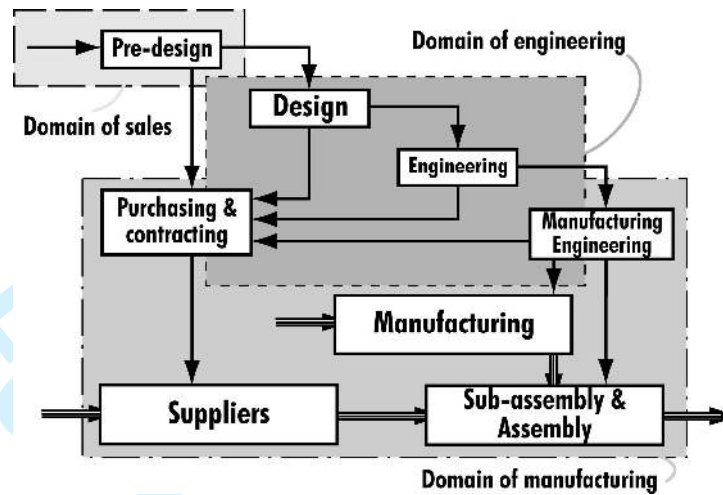 Pre-design
Domain of engineering
Design
Domain of sales
Engineering
Purchasing &
contracting
Manufacturing
Engineering
Manufacturing
Suppliers
Sub-assembly &
Assembly
Domain of manufacturing